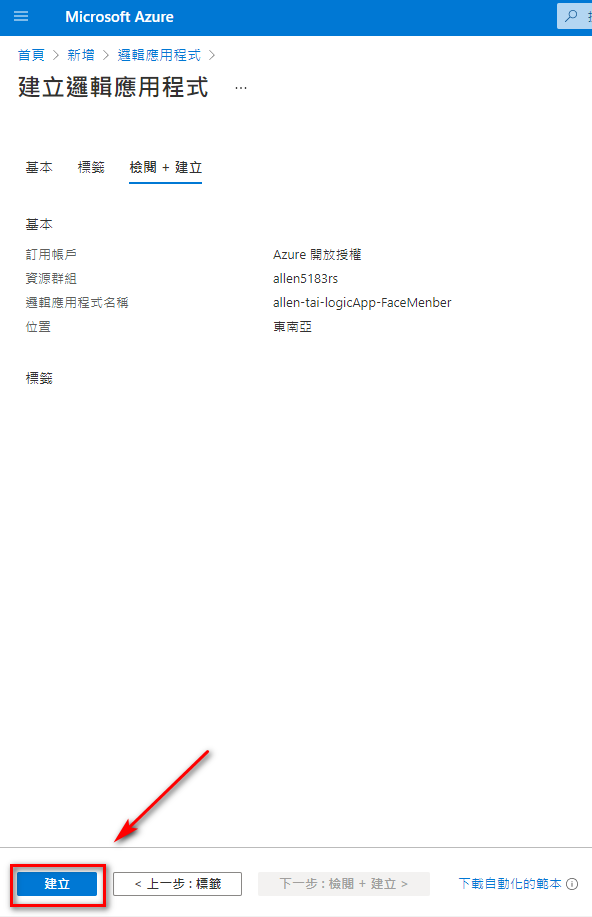 Microsoft Azure
首頁 > 新增 > 邏輯應用程式 >
建立邏輯應用程式 ...
基本 標籤 檢閱 + 建立
基本
訂用帳戶 Azure 開放授權
資源群組 allen5183rs
邏輯應用程式名稱 allen-tai-logicApp-FaceMenber
位置 東南亞
標籤
建立 < 上一步 : 標籤 下一步 : 檢閱 + 建立 > 下載自動化的範本